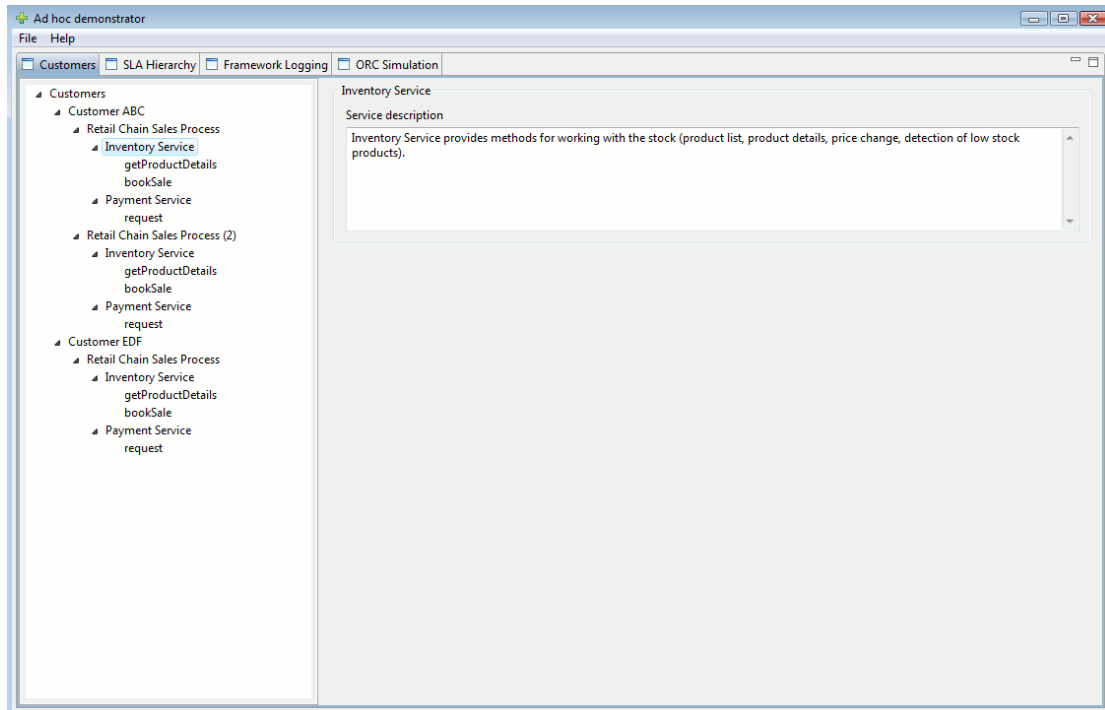 Ad hoc demonstrator
File Help
Customers SLA Hierarchy Framework Logging ORC Simulation
Customers
Customer ABC
Retail Chain Sales Process
Inventory Service
getProductDetails
bookSale
Payment Service
request
Retail Chain Sales Process (2)
Inventory Service
getProductDetails
bookSale
Payment Service
request
Customer EDF
Retail Chain Sales Process
Inventory Service
getProductDetails
bookSale
Payment Service
request
Inventory Service
Service description
Inventory Service provides methods for working with the stock (product list, product details, price change, detection of low stock
products).